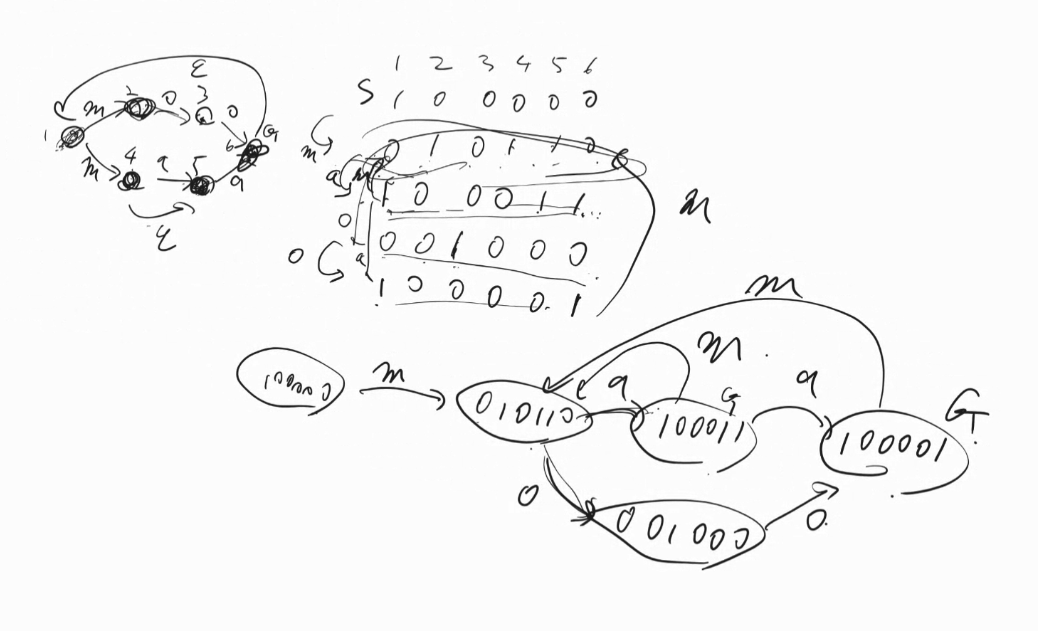 1 2 3 4 5 6
S 1 0 0 0 0 0
m 0 1 0 1 1 0
a 1 0 0 0 1 1
0 0 0 1 0 0 0
0 a 1 0 0 0 0 1
m
ε
m 2 0 3 0
1 6 G
m 4 a 5 a
ε
m
m
100000 m 010110 a 100011 G a 100001 G
0 001000 0